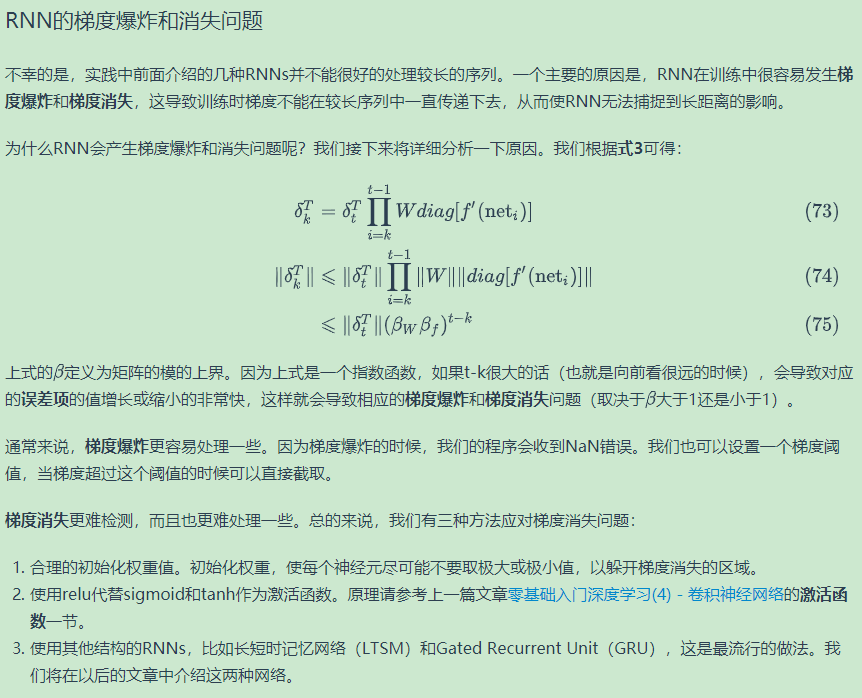 RNN的梯度爆炸和消失问题
不幸的是，实践中前面介绍的几种RNNs并不能很好的处理较长的序列。一个主要的原因是，RNN在训练中很容易发生梯
度爆炸和梯度消失，这导致训练时梯度不能在较长序列中一直传递下去，从而使RNN无法捕捉到长距离的影响。
为什么RNN会产生梯度爆炸和消失问题呢？我们接下来将详细分析一下原因。我们根据式3可得：
δ_k^T = δ_t^T ∏_{i=k}^{t−1} Wdiag[f′(net_i)] (73)
‖δ_k^T‖ ⩽ ‖δ_t^T‖ ∏_{i=k}^{t−1} ‖W‖‖diag[f′(net_i)]‖ (74)
⩽ ‖δ_t^T‖(β_W β_f)^{t−k} (75)
上式的β定义为矩阵的模的上界。因为上式是一个指数函数，如果t-k很大的话（也就是向前看很远的时候），会导致对应
的误差项的值增长或缩小的非常快，这样就会导致相应的梯度爆炸和梯度消失问题（取决于β大于1还是小于1）。
通常来说，梯度爆炸更容易处理一些。因为梯度爆炸的时候，我们的程序会收到NaN错误。我们也可以设置一个梯度阈
值，当梯度超过这个阈值的时候可以直接截取。
梯度消失更难检测，而且也更难处理一些。总的来说，我们有三种方法应对梯度消失问题：
1. 合理的初始化权重值。初始化权重，使每个神经元尽可能不要取极大或极小值，以躲开梯度消失的区域。
2. 使用relu代替sigmoid和tanh作为激活函数。原理请参考上一篇文章零基础入门深度学习(4) - 卷积神经网络的激活函
数一节。
3. 使用其他结构的RNNs，比如长短时记忆网络（LTSM）和Gated Recurrent Unit（GRU），这是最流行的做法。我
们将在以后的文章中介绍这两种网络。